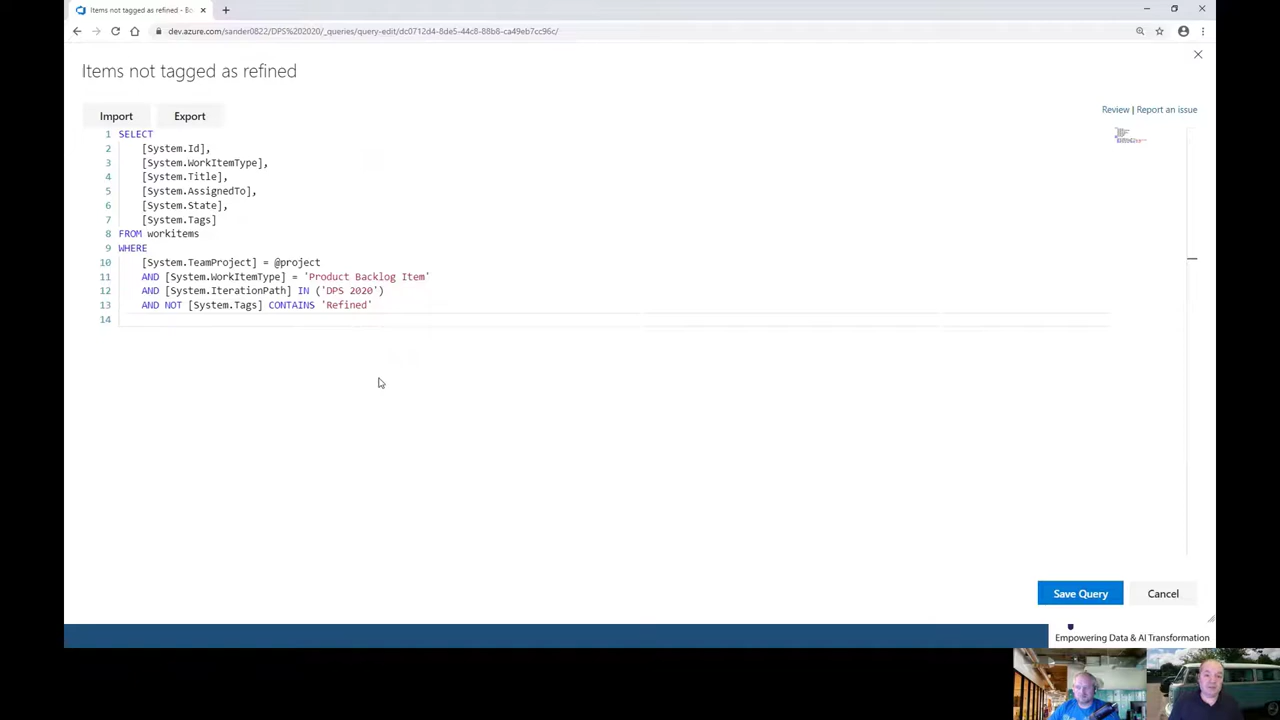 Items not tagged as refined - Bo
dev.azure.com/sander0822/DPS%202020/_queries/query-edit/dc0712d4-8de5-44c8-88b8-ca49eb7cc96c/
Items not tagged as refined
Import Export
Review | Report an issue
1 SELECT
2 [System.Id],
3 [System.WorkItemType],
4 [System.Title],
5 [System.AssignedTo],
6 [System.State],
7 [System.Tags]
8 FROM workitems
9 WHERE
10 [System.TeamProject] = @project
11 AND [System.WorkItemType] = 'Product Backlog Item'
12 AND [System.IterationPath] IN ('DPS 2020')
13 AND NOT [System.Tags] CONTAINS 'Refined'
14
Save Query Cancel
Empowering Data & AI Transformation